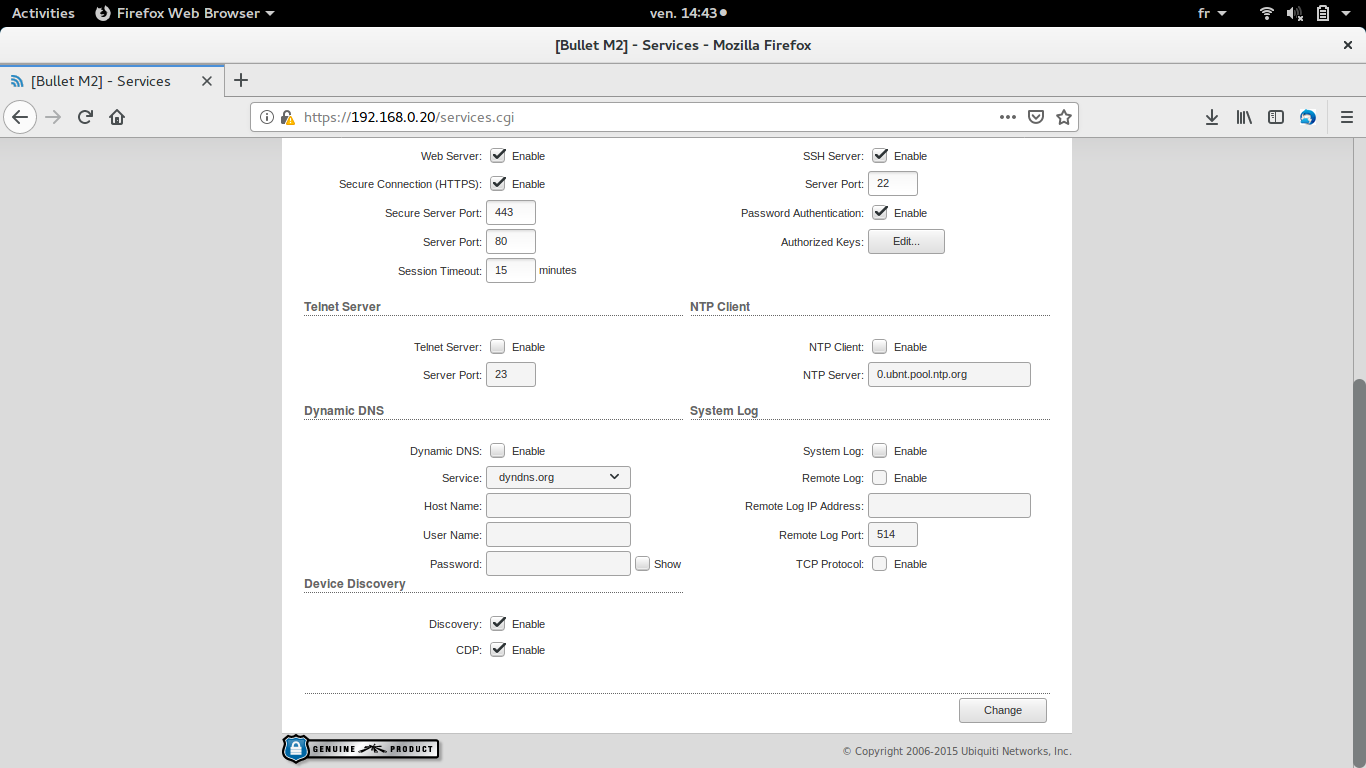 Activities Firefox Web Browser ven. 14:43 fr
[Bullet M2] - Services - Mozilla Firefox
[Bullet M2] - Services
https://192.168.0.20/services.cgi
Web Server: Enable SSH Server: Enable
Secure Connection (HTTPS): Enable Server Port: 22
Secure Server Port: 443 Password Authentication: Enable
Server Port: 80 Authorized Keys: Edit...
Session Timeout: 15 minutes
Telnet Server NTP Client
Telnet Server: Enable NTP Client: Enable
Server Port: 23 NTP Server: 0.ubnt.pool.ntp.org
Dynamic DNS System Log
Dynamic DNS: Enable System Log: Enable
Service: dyndns.org Remote Log: Enable
Host Name: Remote Log IP Address:
User Name: Remote Log Port: 514
Password: Show TCP Protocol: Enable
Device Discovery
Discovery: Enable
CDP: Enable
Change
GENUINE PRODUCT © Copyright 2006-2015 Ubiquiti Networks, Inc.